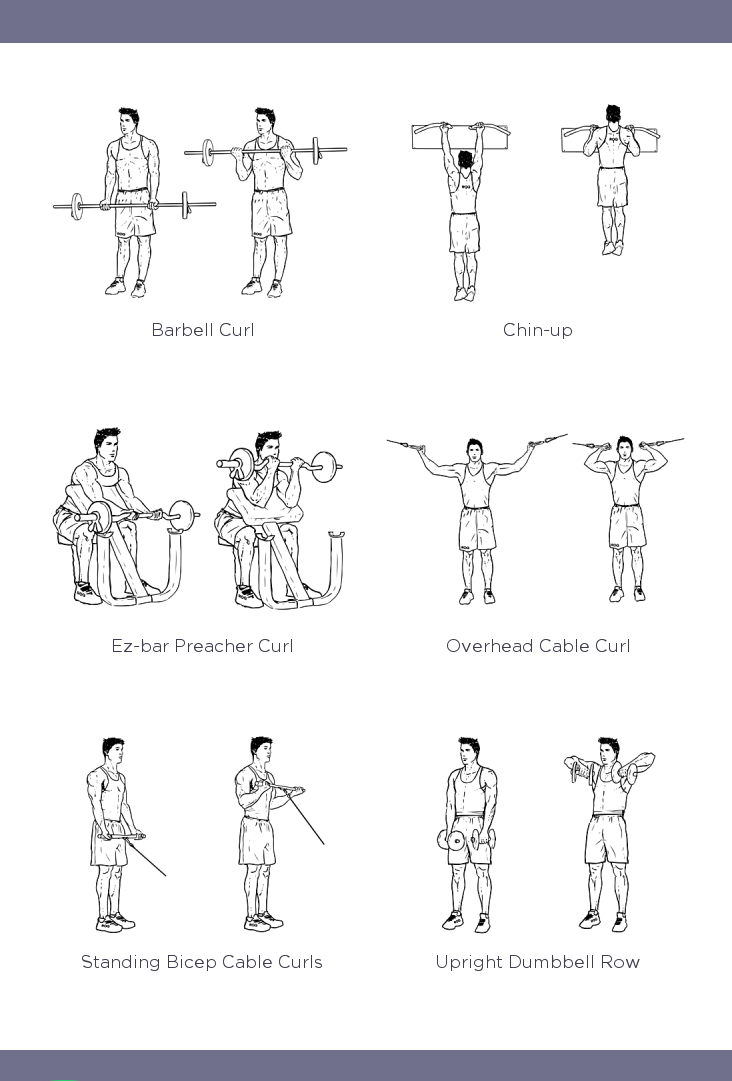 Barbell Curl
Chin-up
Ez-bar Preacher Curl
Overhead Cable Curl
Standing Bicep Cable Curls
Upright Dumbbell Row